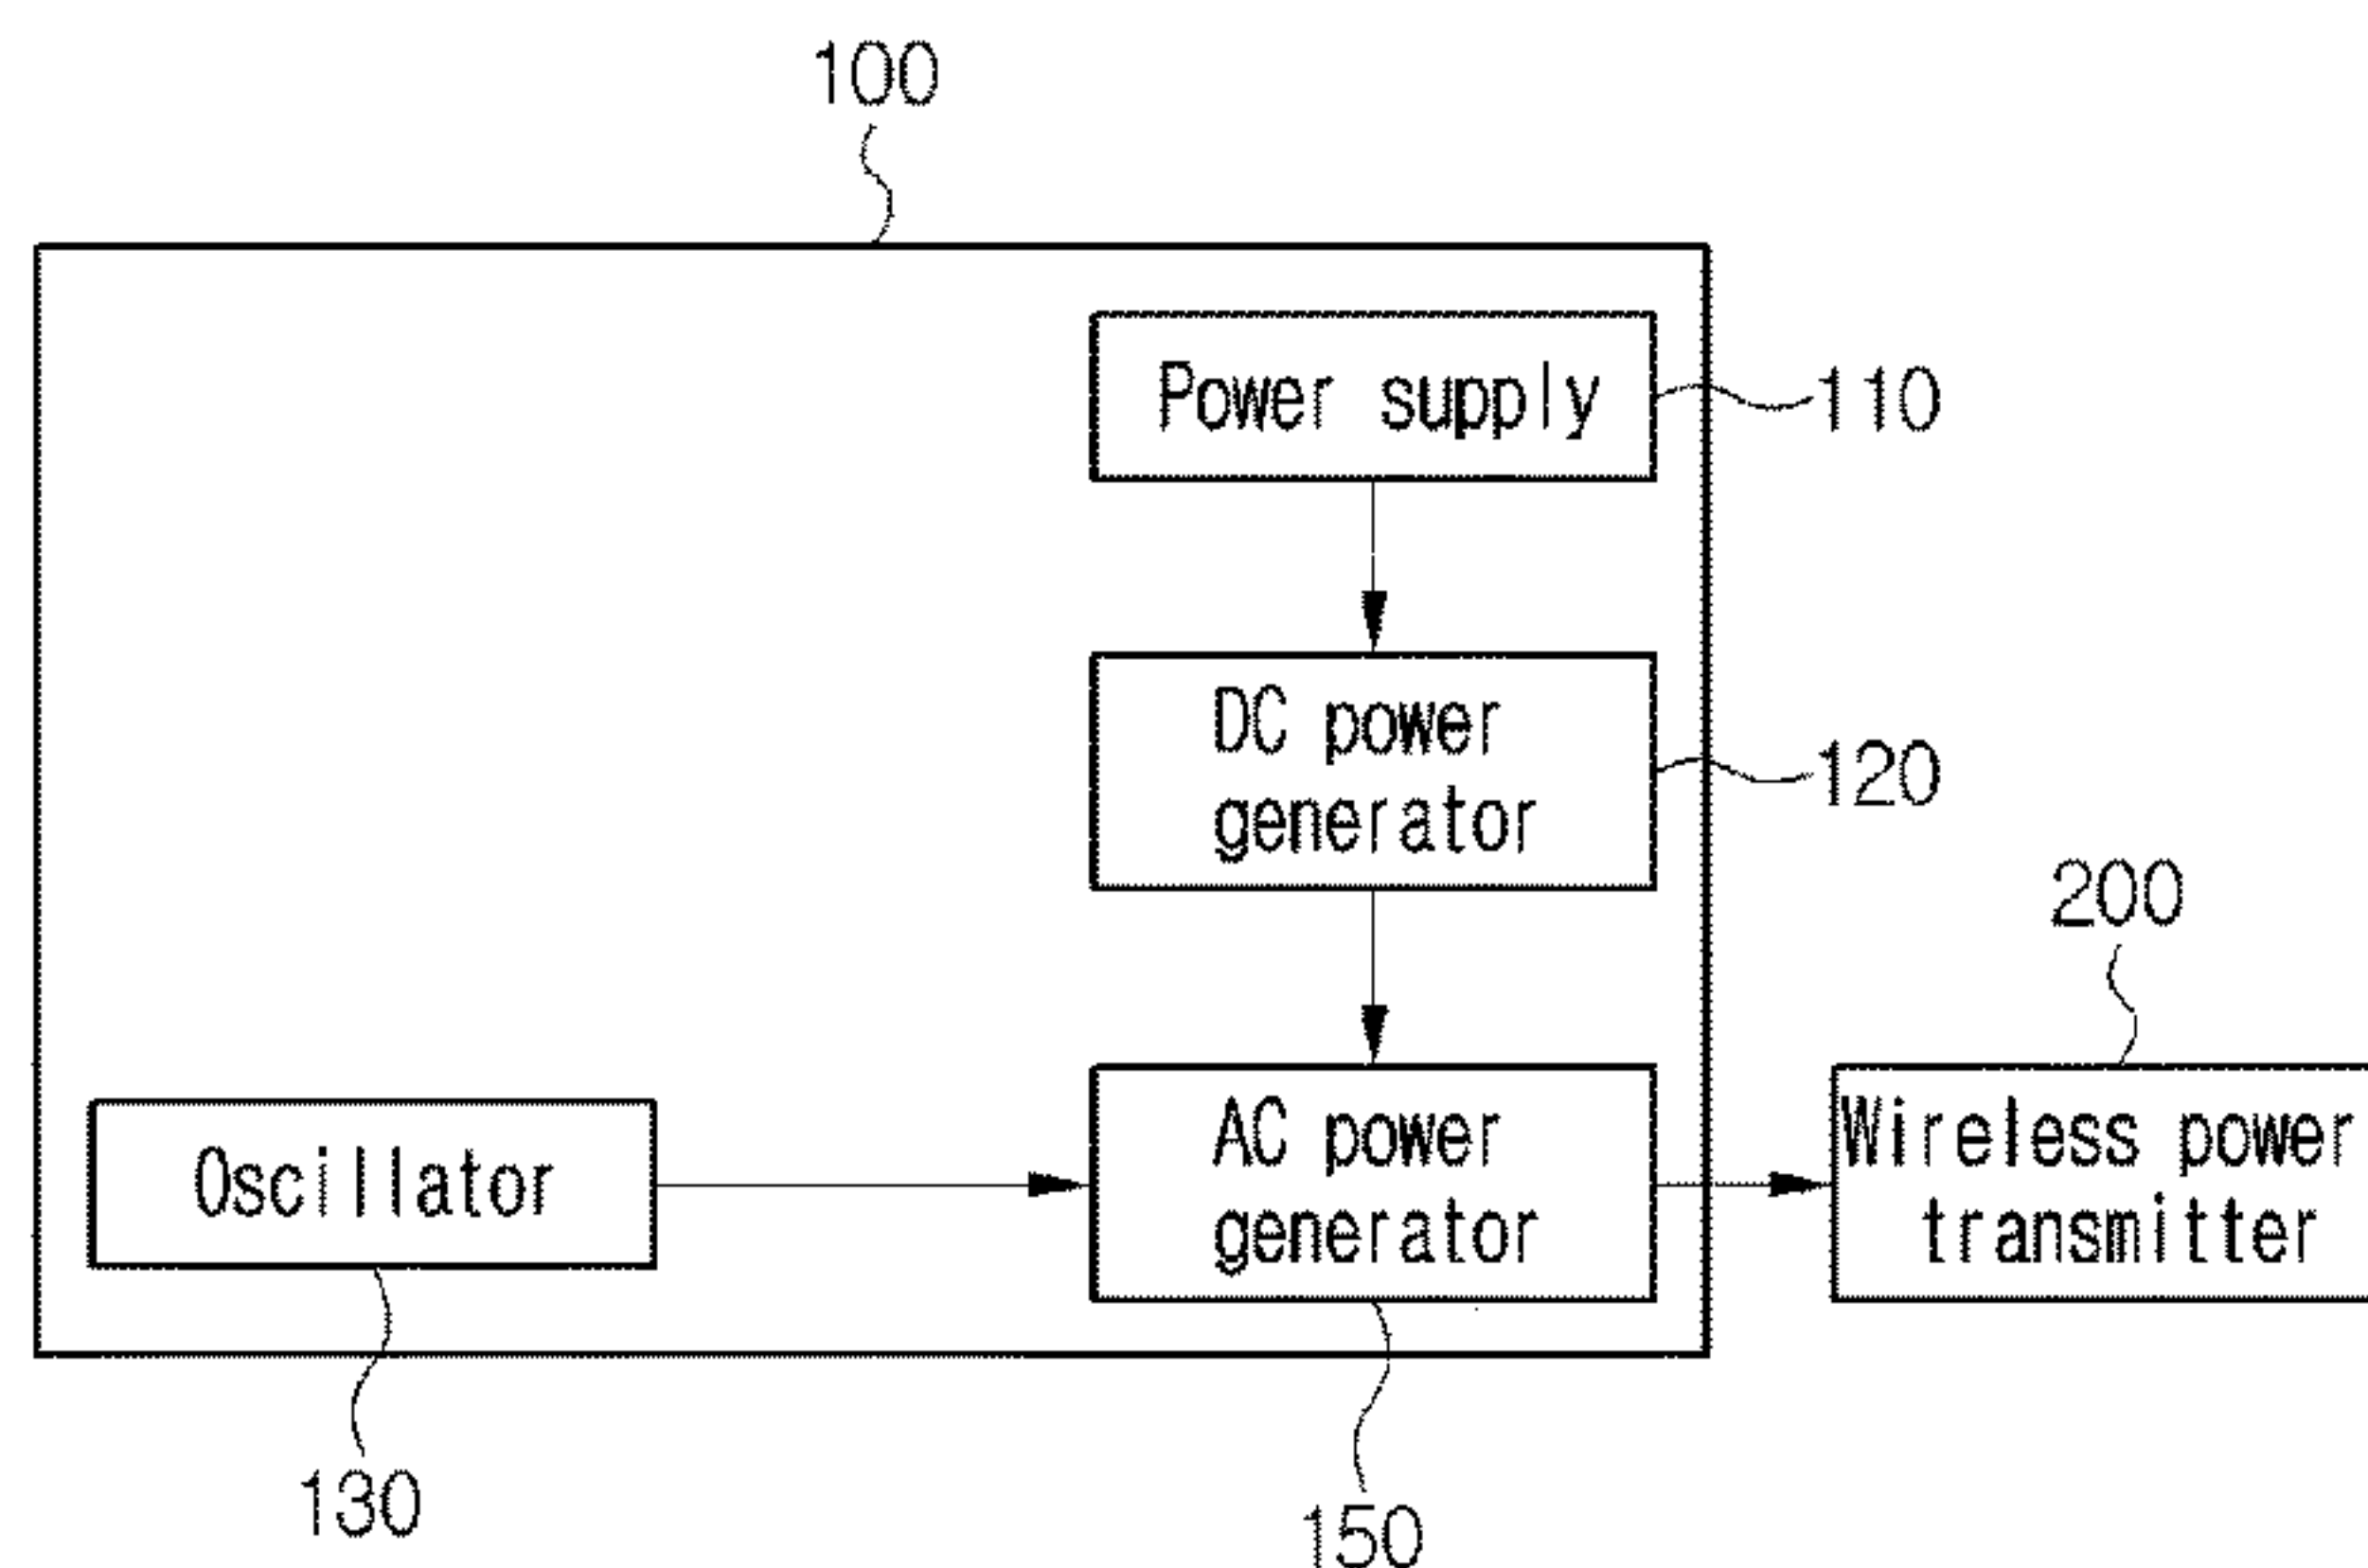 100
Power supply
110
DC power
generator
120
200
Oscillator
AC power
generator
Wireless power
transmitter
130
150